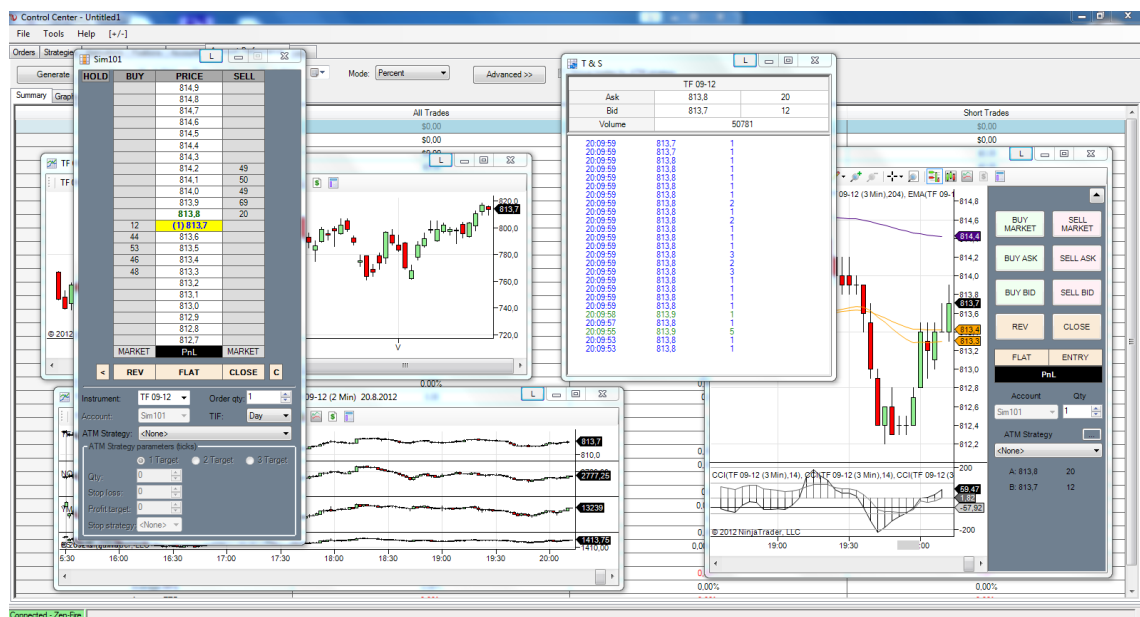 Control Center - Untitled1
File Tools Help [+/-]
Orders Strategies
Generate
Mode: Percent Advanced >>
Summary
All Trades Short Trades
$0,00 $0,00
$0,00 $0,00
Sim101 L
HOLD BUY PRICE SELL
814,9
814,8
814,7
814,6
814,5
814,4
814,3
814,2 49
814,1 50
814,0 49
813,9 69
813,8 20
12 (1) 813,7
44 813,6
53 813,5
46 813,4
48 813,3
813,2
813,1
813,0
812,9
812,8
812,7
MARKET PnL MARKET
< REV FLAT CLOSE C
Instrument: TF 09-12 Order qty: 1
Account: Sim101 TIF: Day
ATM Strategy: <None>
ATM Strategy parameters (ticks)
1 Target 2 Target 3 Target
Qty: 0
Stop loss: 0
Profit target: 0
Stop strategy: <None>
L
820,0
813,7
800,0
780,0
760,0
740,0
720,0
V
© 2012
0,00%
09-12 (2 Min) 20.8.2012 L
813,7
810,0
2777,25
13239
1413,75
1410,00
16:00 16:30 17:00 17:30 18:00 18:30 19:00 19:30 20:00
T & S L
TF 09-12
Ask 813,8 20
Bid 813,7 12
Volume 50781
20:09:59 813,7 1
20:09:59 813,7 1
20:09:59 813,8 1
20:09:59 813,8 1
20:09:59 813,8 1
20:09:59 813,8 1
20:09:59 813,8 1
20:09:59 813,8 2
20:09:59 813,8 1
20:09:59 813,8 2
20:09:59 813,8 1
20:09:59 813,8 1
20:09:59 813,8 1
20:09:59 813,8 3
20:09:59 813,8 2
20:09:59 813,8 3
20:09:59 813,8 1
20:09:59 813,8 1
20:09:59 813,8 1
20:09:59 813,8 1
20:09:58 813,9 1
20:09:57 813,8 1
20:09:55 813,9 5
20:09:53 813,8 1
20:09:53 813,8 1
L
09-12 (3 Min),204), EMA(TF 09-1
814,8
814,6
814,4
814,2
814,0
813,8
813,7
813,4
813,3
813,2
813,0
812,8
812,6
812,4
812,2
CCI(TF 09-12 (3 Min),14), CCI(TF 09-12 (3 Min),14), CCI(TF 09-12 (3
200
59,47
1,82
-57,92
-200
© 2012 NinjaTrader, LLC
19:00 19:30 :00
BUY MARKET SELL MARKET
BUY ASK SELL ASK
BUY BID SELL BID
REV CLOSE
FLAT ENTRY
PnL
Account Qty
Sim101 1
ATM Strategy ...
<None>
A: 813,8 20
B: 813,7 12
0,00% 0,00%
Connected - Zen-Fire